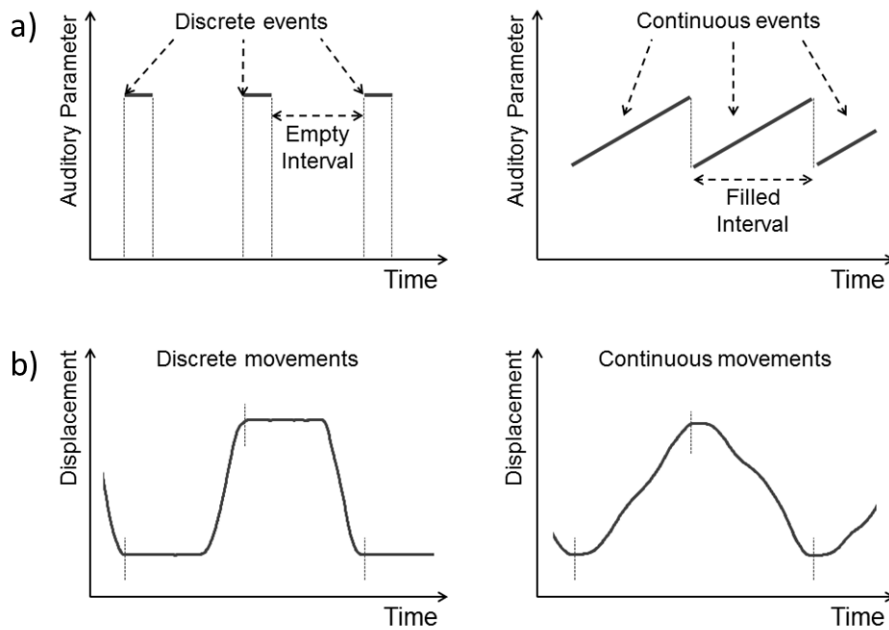 a)
Auditory Parameter
Discrete events
Empty
Interval
Time
Auditory Parameter
Continuous events
Filled
Interval
Time
b)
Displacement
Discrete movements
Time
Displacement
Continuous movements
Time